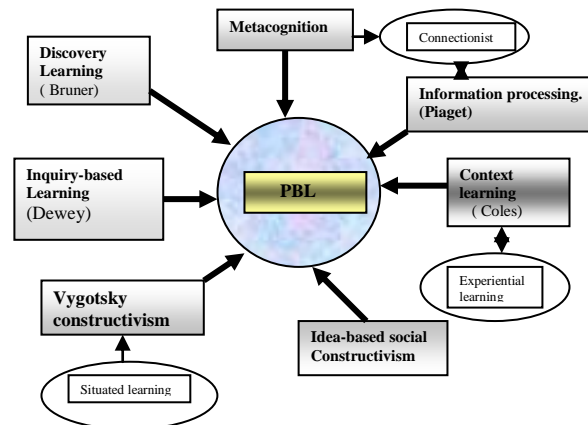 Metacognition
Connectionist
Discovery
Learning
( Bruner)
Information processing.
(Piaget)
Inquiry-based
Learning
(Dewey)
PBL
Context
learning
( Coles)
Experiential
learning
Vygotsky
constructivism
Idea-based social
Constructivism
Situated learning